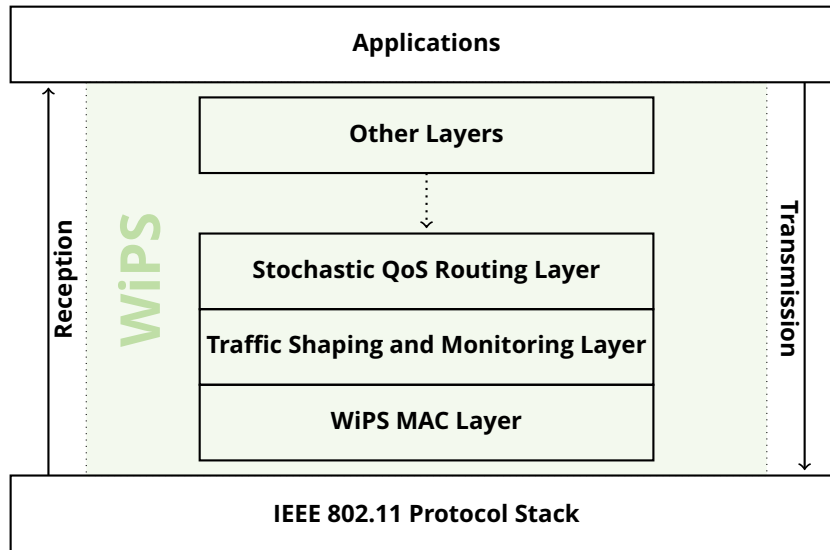 Applications
Other Layers
WiPS
Reception
Transmission
Stochastic QoS Routing Layer
Traffic Shaping and Monitoring Layer
WiPS MAC Layer
IEEE 802.11 Protocol Stack